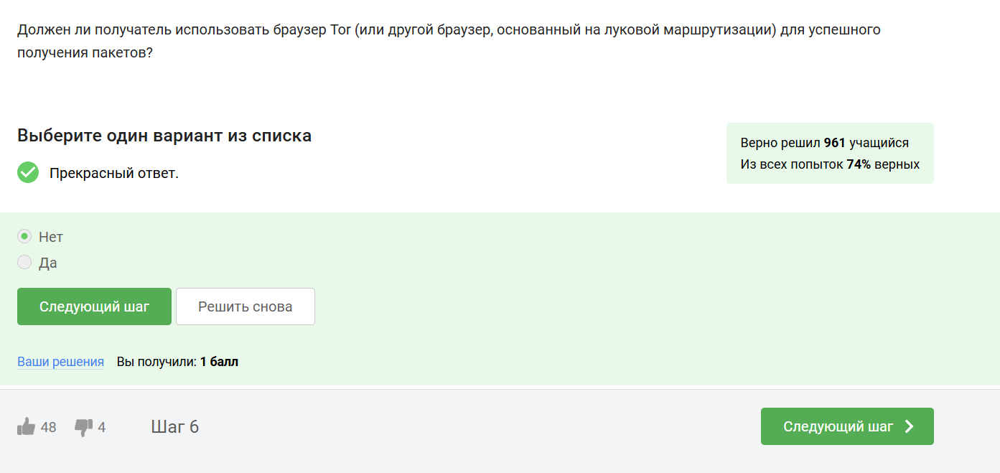 Должен ли получатель использовать браузер Tor (или другой браузер, основанный на луковой маршрутизации) для успешного
получения пакетов?
Выберите один вариант из списка
Верно решил 961 учащийся
Из всех попыток 74% верных
Прекрасный ответ.
Нет
Да
Следующий шаг
Решить снова
Ваши решения Вы получили: 1 балл
48 4 Шаг 6
Следующий шаг